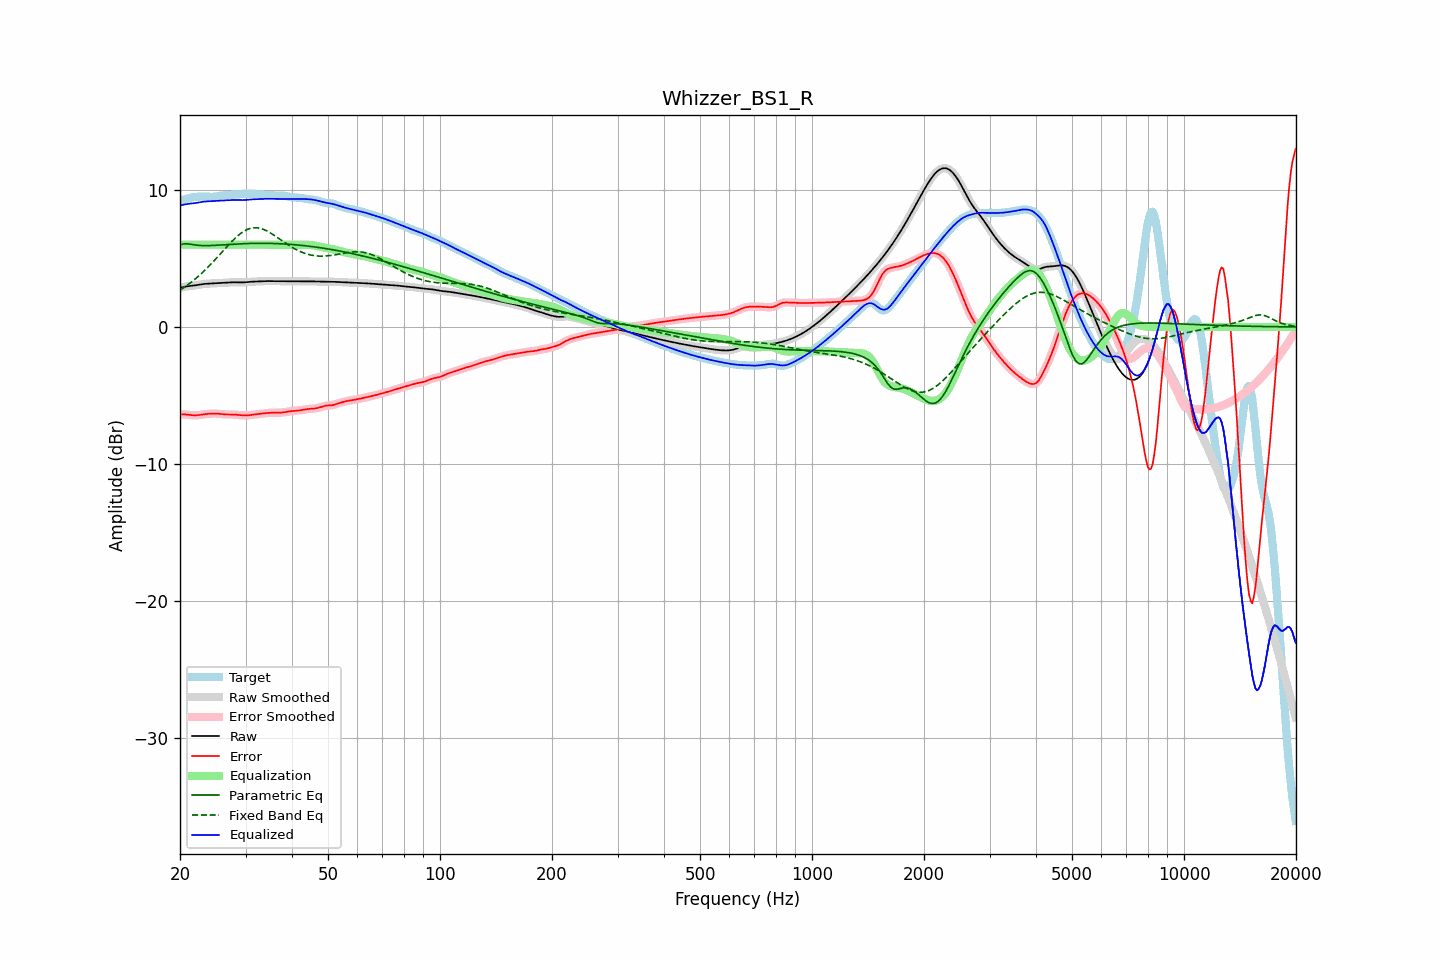 Whizzer_BS1_R
Amplitude (dBr)
10
0
−10
−20
−30
Target
Raw Smoothed
Error Smoothed
Raw
Error
Equalization
Parametric Eq
Fixed Band Eq
Equalized
20 50 100 200 500 1000 2000 5000 10000 20000
Frequency (Hz)